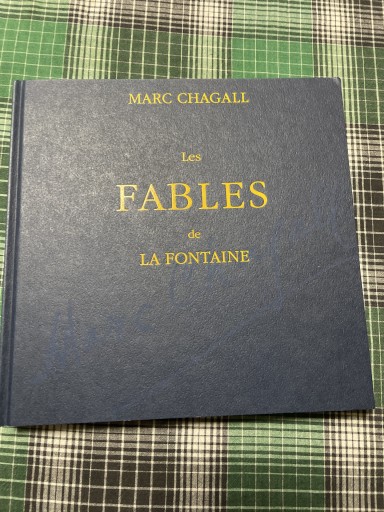 MARC CHAGALL
Les
FABLES
de
LA FONTAINE